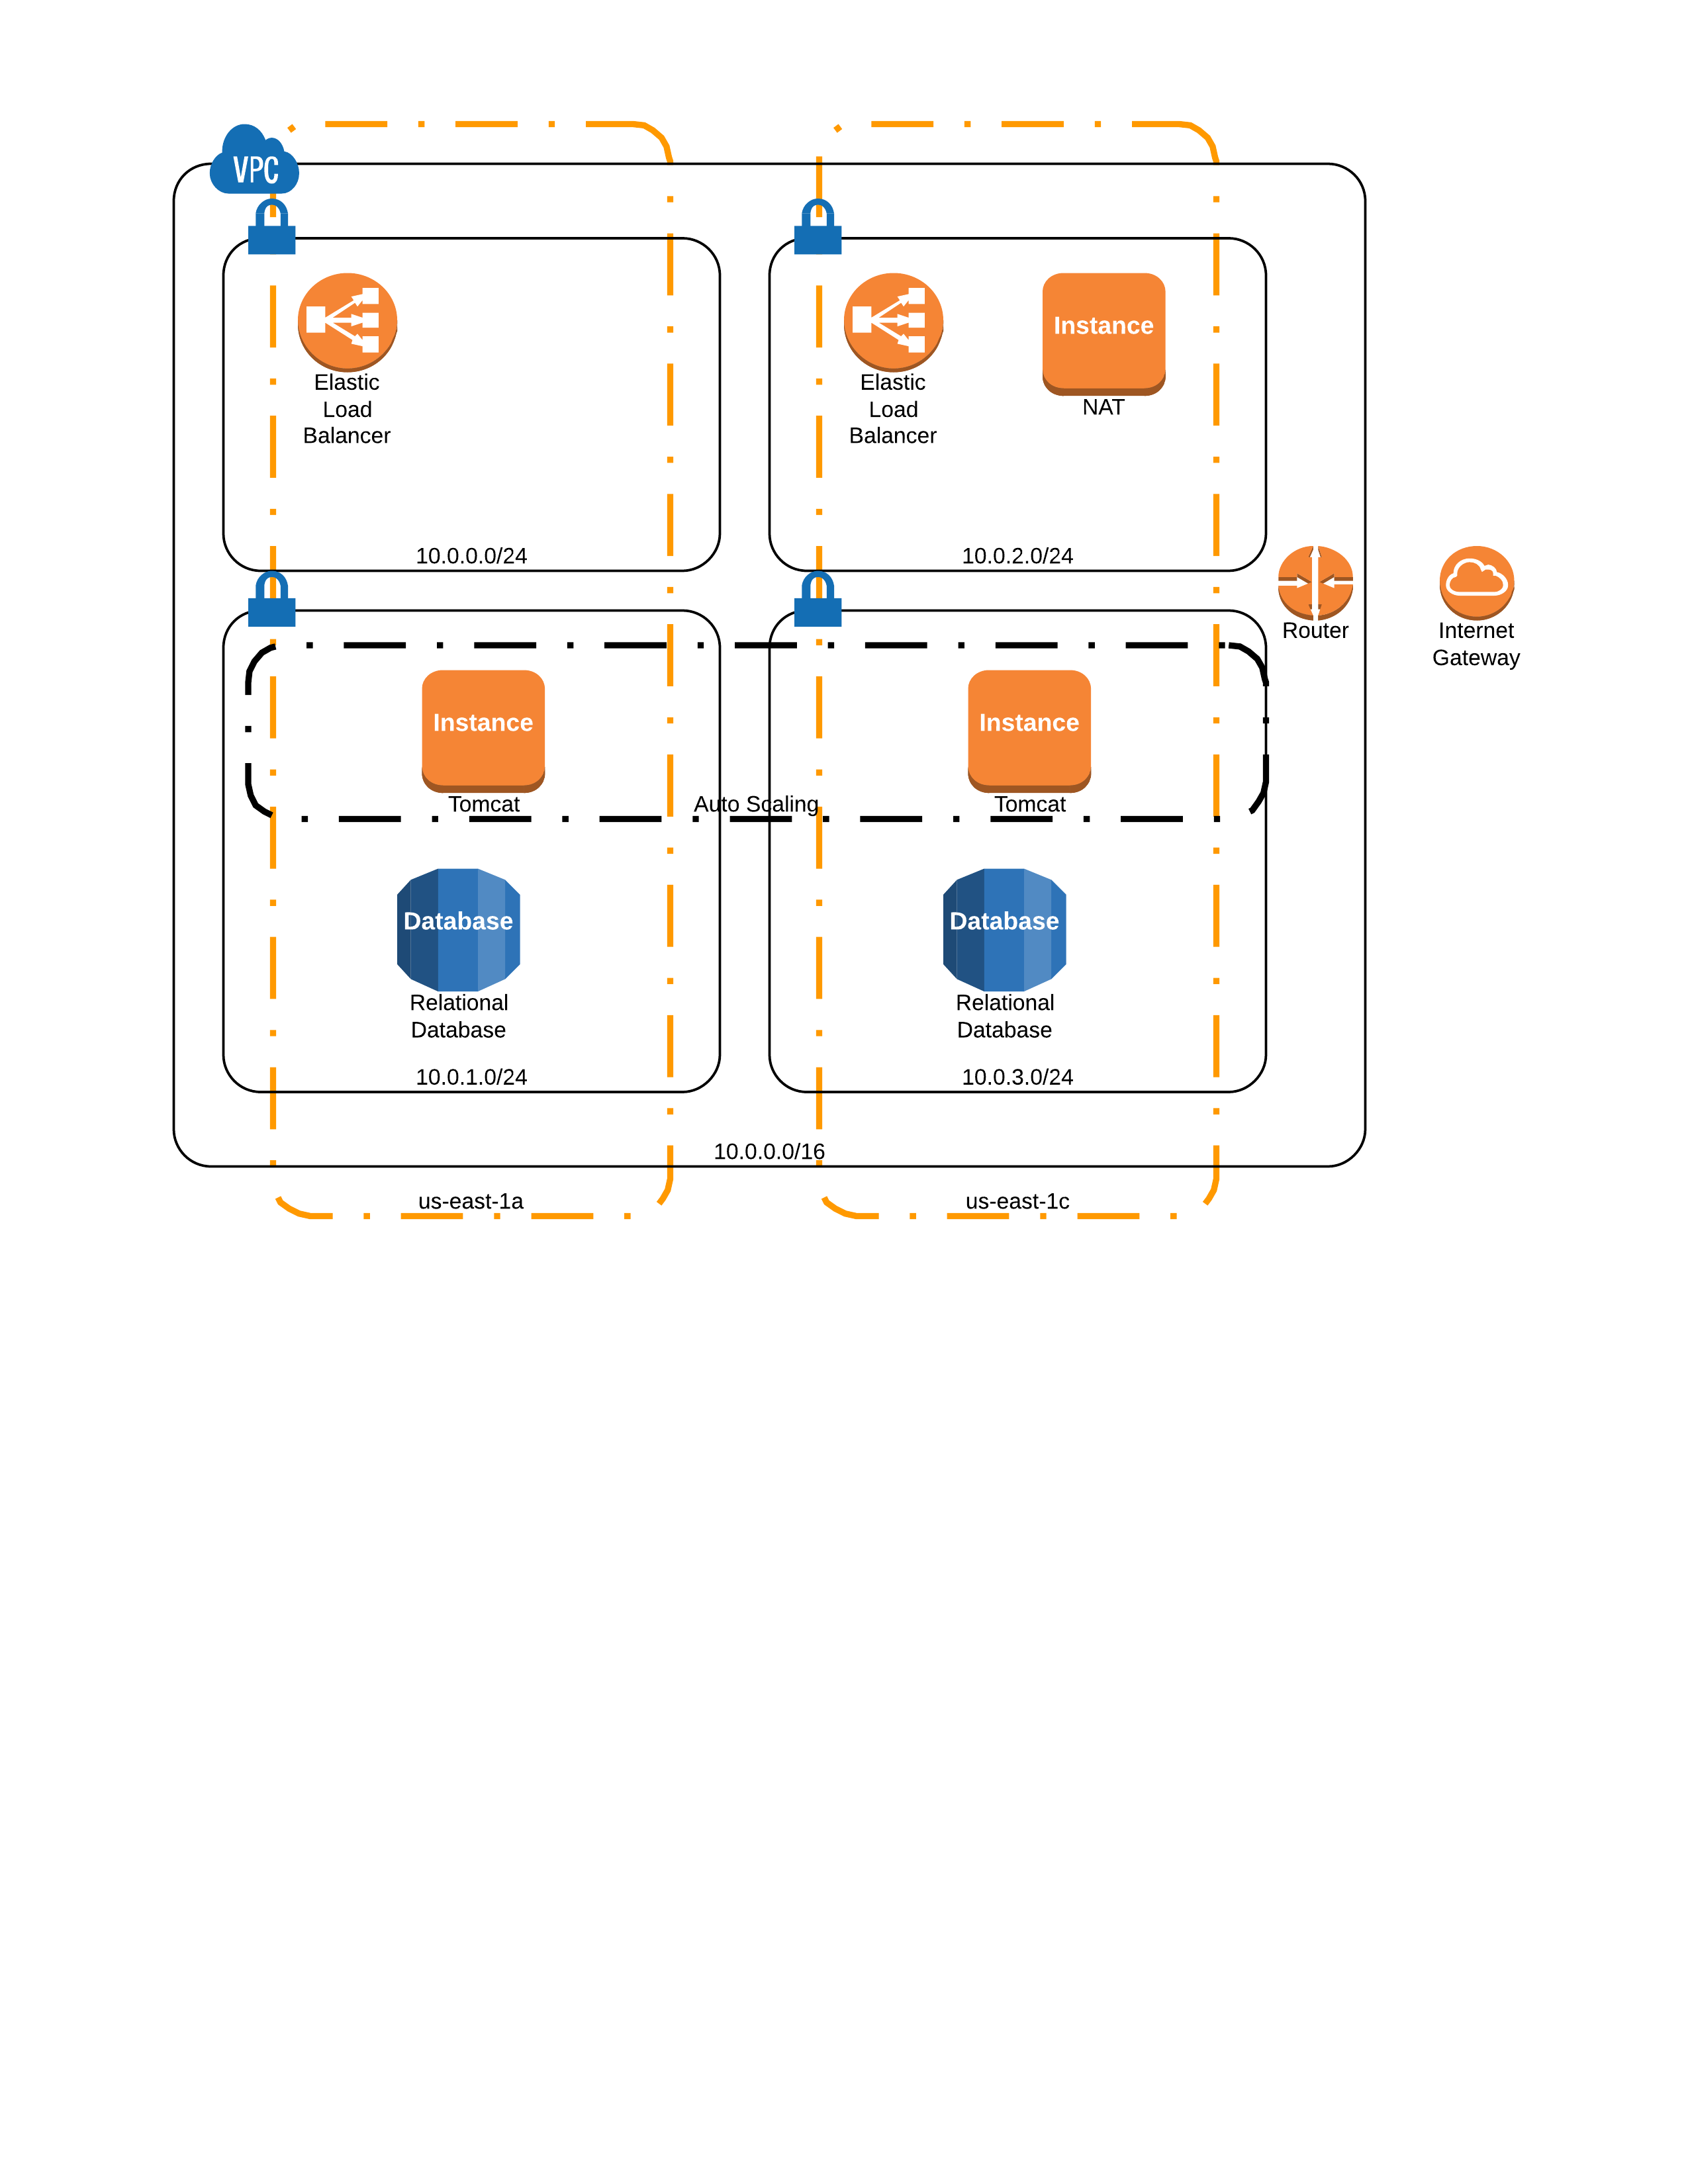 VPC
Elastic
Load
Balancer
10.0.0.0/24
Elastic
Load
Balancer
Instance
NAT
10.0.2.0/24
Router
Internet
Gateway
Instance
Tomcat
Auto Scaling
Instance
Tomcat
Database
Relational
Database
10.0.1.0/24
Database
Relational
Database
10.0.3.0/24
10.0.0.0/16
us-east-1a
us-east-1c